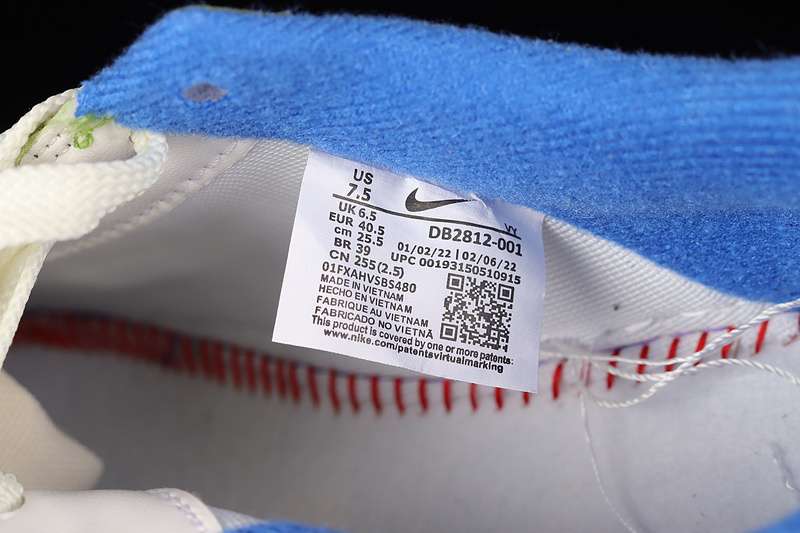 US
7.5
UK 6.5
EUR 40.5
cm 25.5
BR 39
CN 255(2.5)
VY
DB2812-001
01/02/22 | 02/06/22
UPC 00193150510915
01FXAHVSBS480
MADE IN VIETNAM
HECHO EN VIETNAM
FABRIQUE AU VIETNAM
FABRICADO NO VIETNÃ
This product is covered by one or more patents:
www.nike.com/patentsvirtualmarking